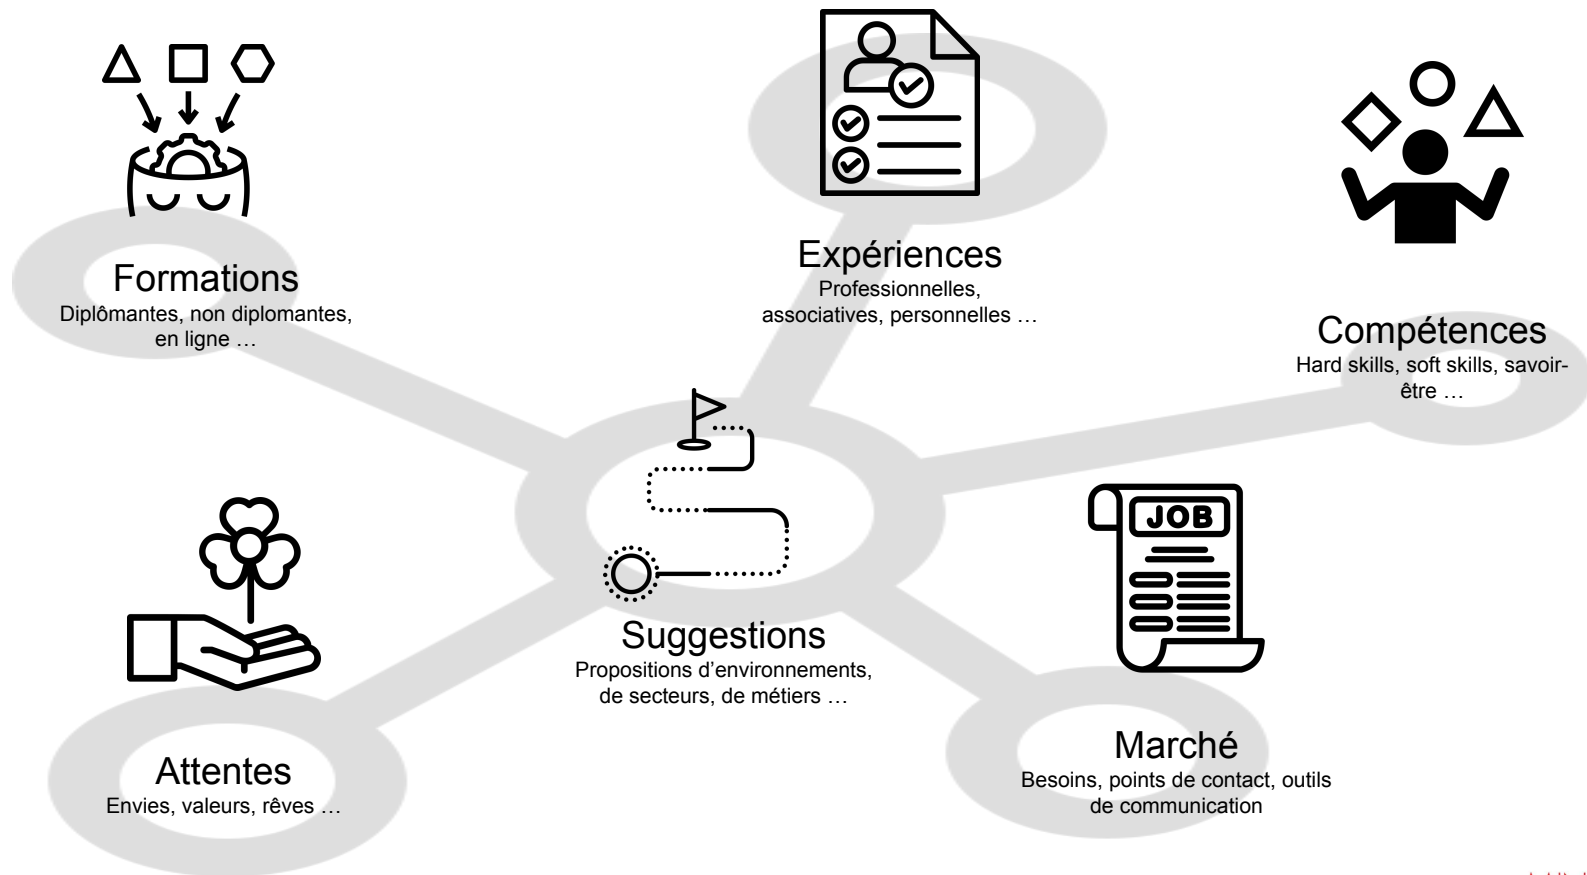 Formations
Diplômantes, non diplomantes,
en ligne …
Expériences
Professionnelles,
associatives, personnelles …
Compétences
Hard skills, soft skills, savoir-
être …
Suggestions
Propositions d’environnements,
de secteurs, de métiers …
JOB
Attentes
Envies, valeurs, rêves …
Marché
Besoins, points de contact, outils
de communication